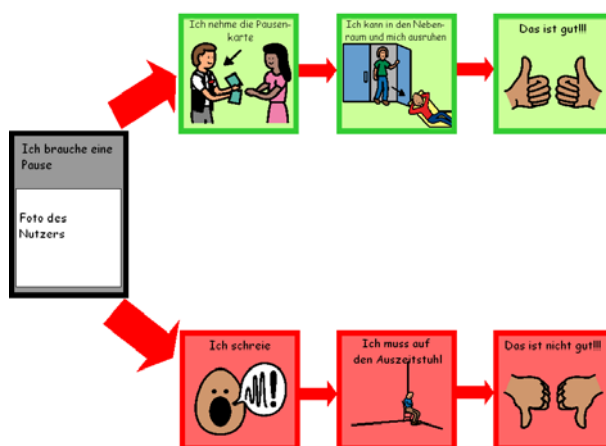 Ich nehme die Pausen-
karte
Ich kann in den Neben-
raum und mich ausruhen
Das ist gut!!!
Ich brauche eine
Pause
Foto des
Nutzers
Ich schreie
Ich muss auf
den Auszeitstuhl
Das ist nicht gut!!!